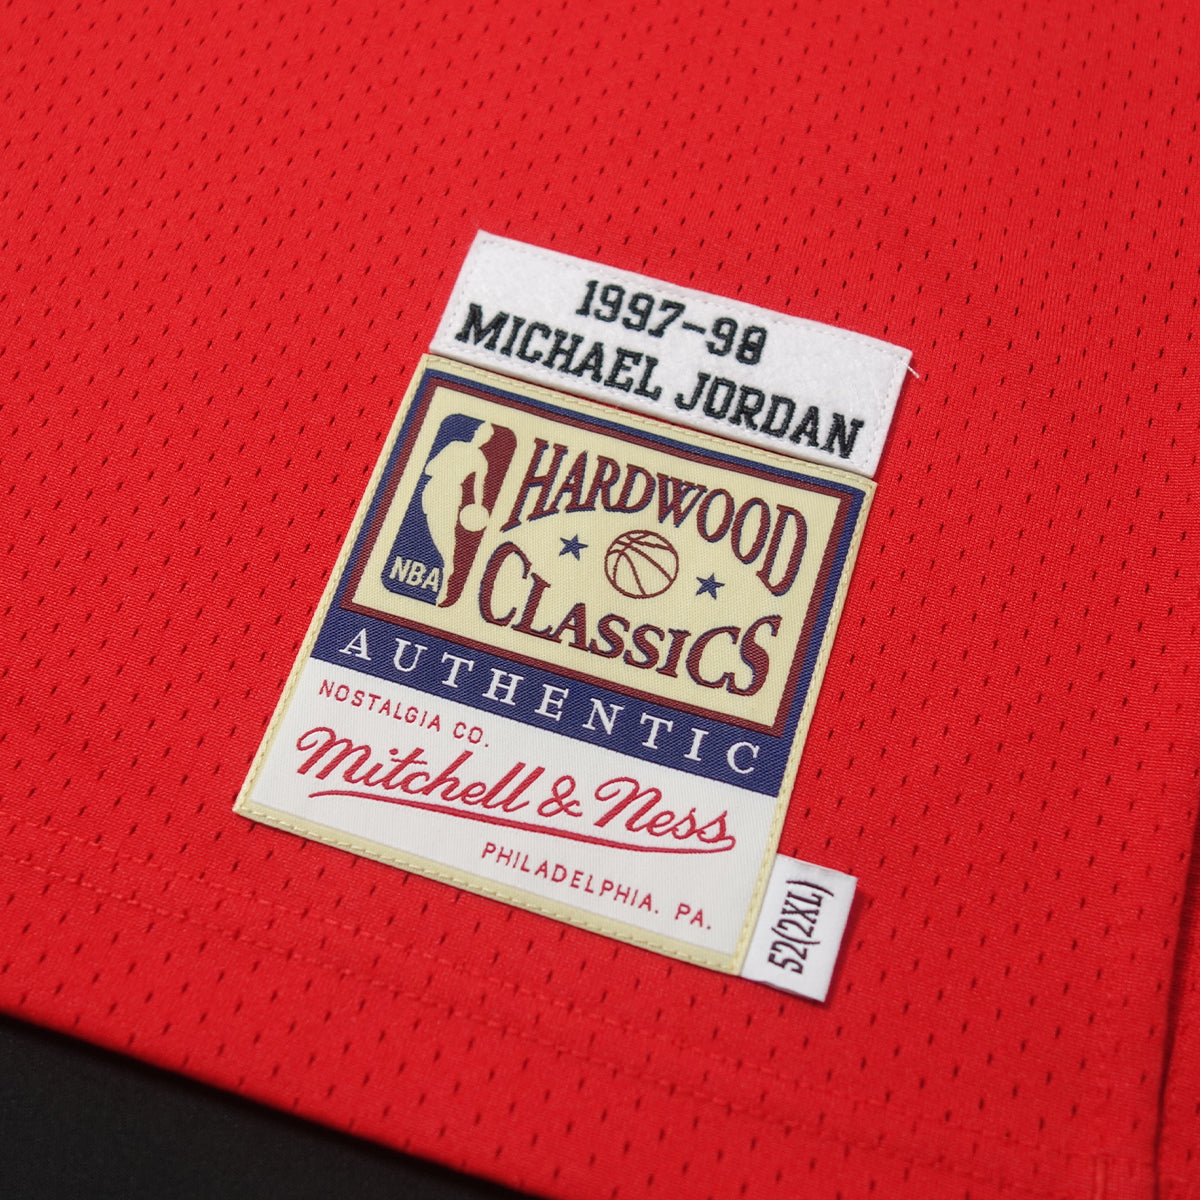 1997-98
MICHAEL JORDAN
HARDWOOD
CLASSICS
NBA
AUTHENTIC
NOSTALGIA CO.
Mitchell & Ness
PHILADELPHIA, PA.
52(2XL)